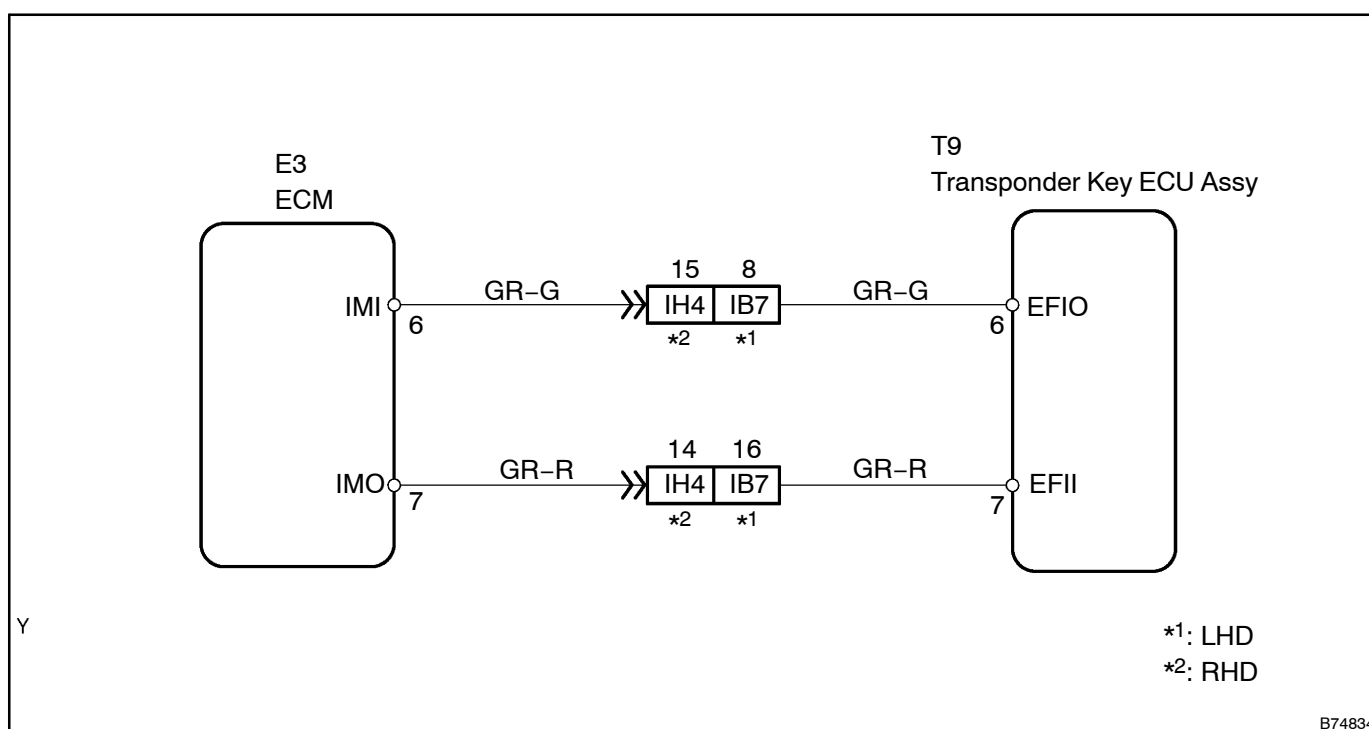 E3
ECM
T9
Transponder Key ECU Assy
15 8
IMI GR-G IH4 IB7 GR-G EFIO
6 *2 *1 6
14 16
IMO GR-R IH4 IB7 GR-R EFII
7 *2 *1 7
Y
*1: LHD
*2: RHD
B74834